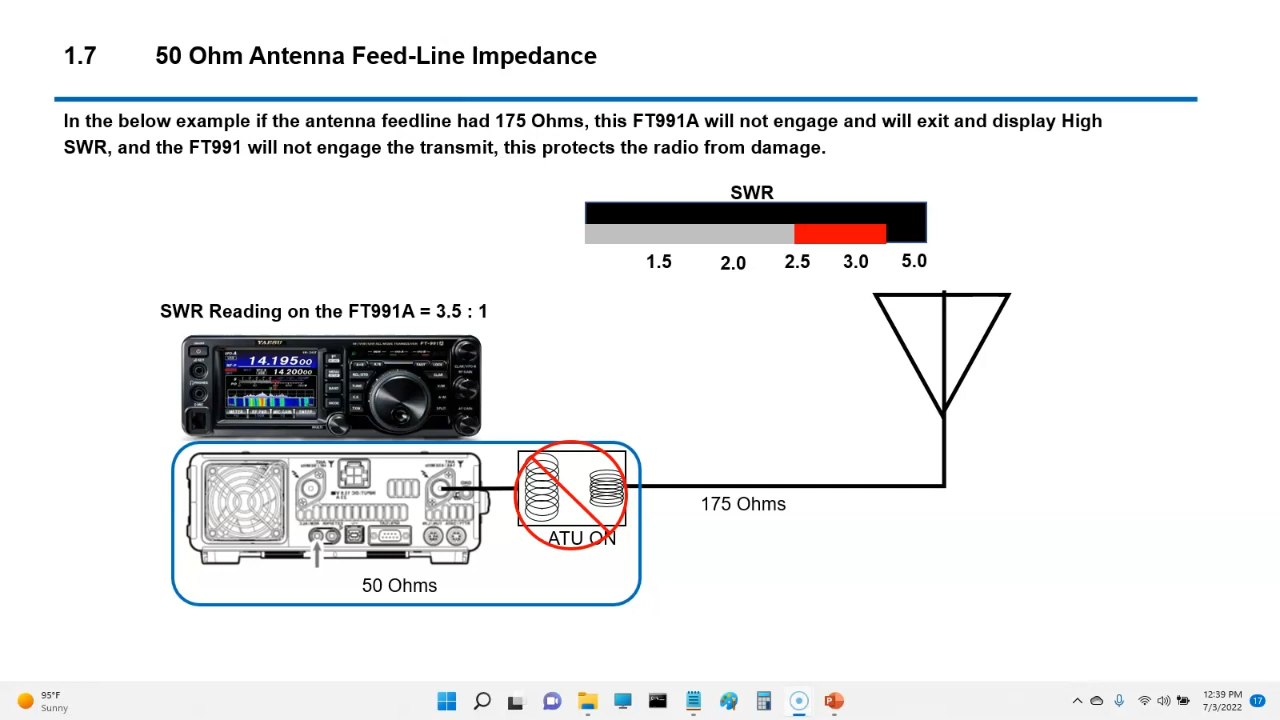 1.7 50 Ohm Antenna Feed-Line Impedance
In the below example if the antenna feedline had 175 Ohms, this FT991A will not engage and will exit and display High
SWR, and the FT991 will not engage the transmit, this protects the radio from damage.
SWR
1.5 2.0 2.5 3.0 5.0
SWR Reading on the FT991A = 3.5 : 1
YAESU
14.19500
14.20000
175 Ohms
ATU ON
50 Ohms
95°F
Sunny
12:39 PM
7/3/2022
17